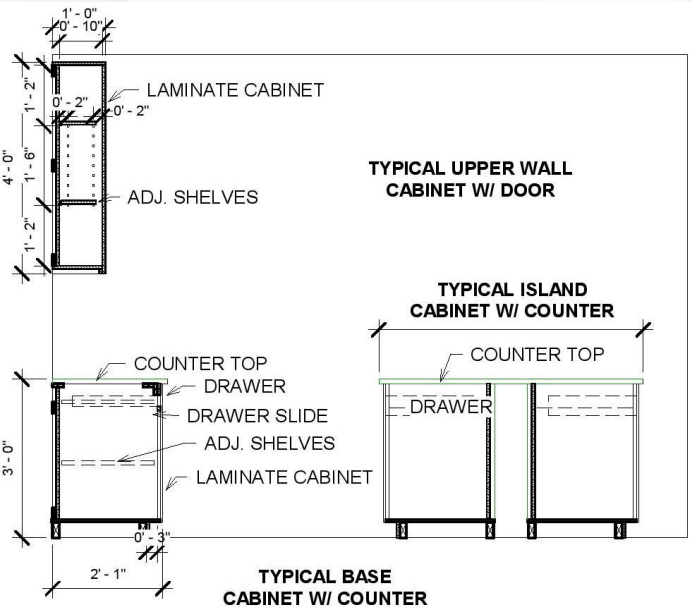 1' - 0"
0' - 10"
1' - 2"
LAMINATE CABINET
0' - 2"
0' - 2"
4' - 0"
1' - 6"
TYPICAL UPPER WALL
CABINET W/ DOOR
ADJ. SHELVES
1' - 2"
TYPICAL ISLAND
CABINET W/ COUNTER
COUNTER TOP
COUNTER TOP
DRAWER
DRAWER
DRAWER SLIDE
ADJ. SHELVES
3' - 0"
LAMINATE CABINET
0' - 3"
2' - 1"
TYPICAL BASE
CABINET W/ COUNTER